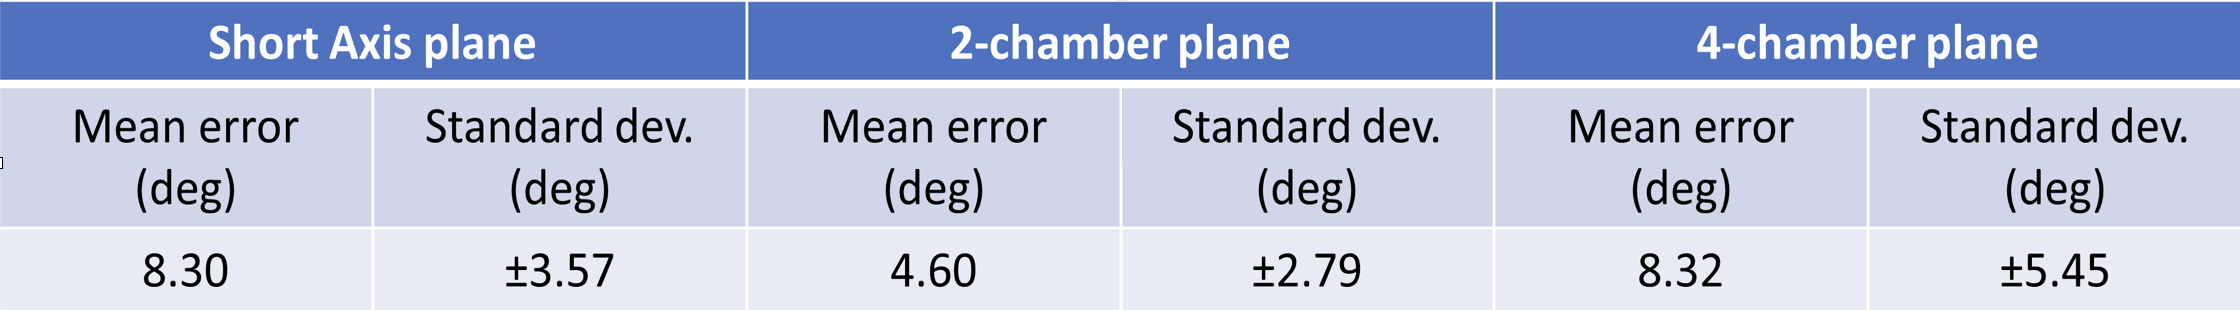 Short Axis plane 2-chamber plane 4-chamber plane
Mean error Standard dev. Mean error Standard dev. Mean error Standard dev.
(deg) (deg) (deg) (deg) (deg) (deg)
8.30 ±3.57 4.60 ±2.79 8.32 ±5.45